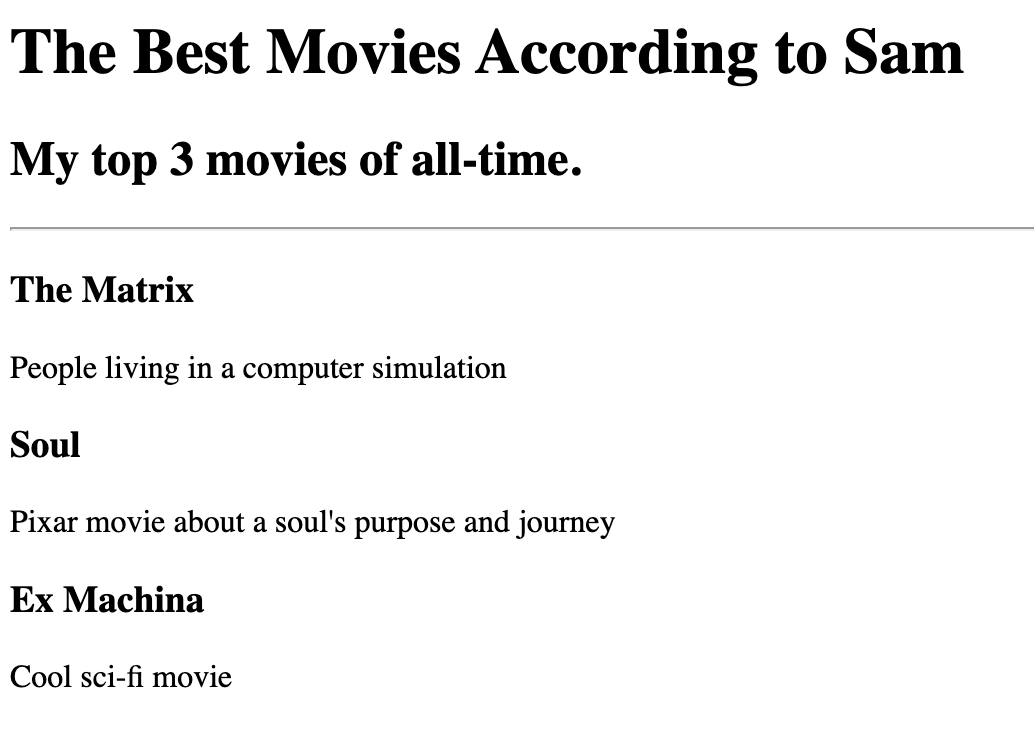 The Best Movies According to Sam
My top 3 movies of all-time.
The Matrix
People living in a computer simulation
Soul
Pixar movie about a soul's purpose and journey
Ex Machina
Cool sci-fi movie